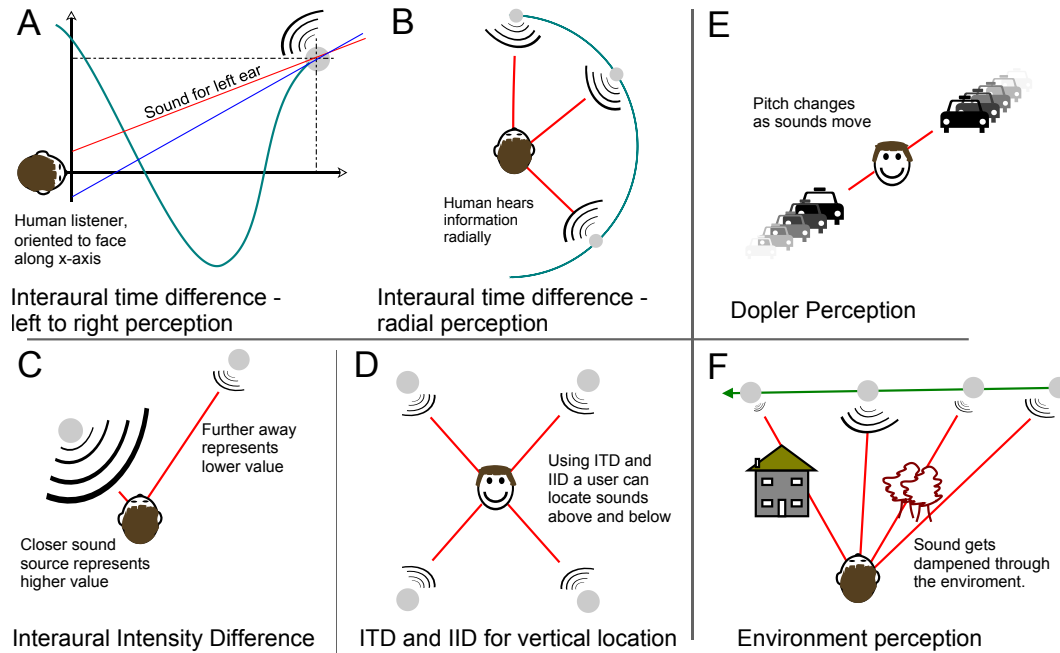 A
Sound for left ear
Human listener,
oriented to face
along x-axis
Interaural time difference -
left to right perception
B
Human hears
information
radially
Interaural time difference -
radial perception
E
Pitch changes
as sounds move
Dopler Perception
C
Further away
represents
lower value
Closer sound
source represents
higher value
Interaural Intensity Difference
D
Using ITD and
IID a user can
locate sounds
above and below
ITD and IID for vertical location
F
Sound gets
dampened through
the enviroment.
Environment perception